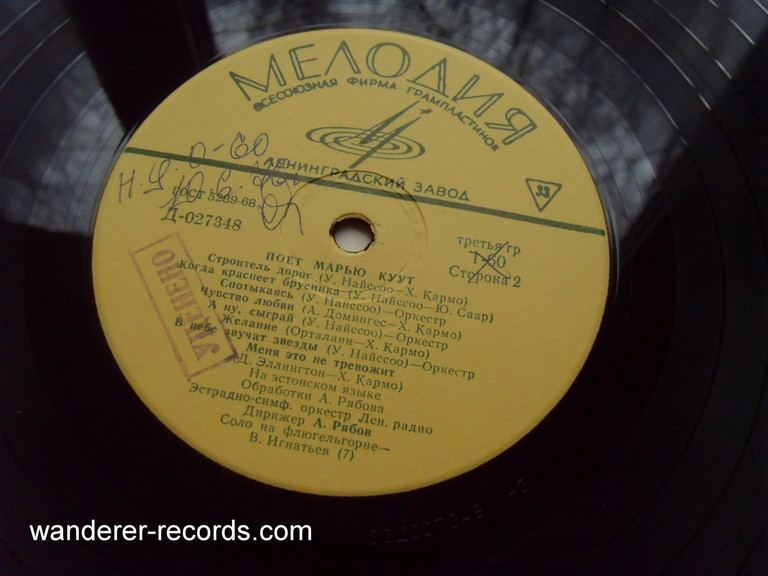 МЕЛОДИЯ
ВСЕСОЮЗНАЯ ФИРМА ГРАМПЛАСТИНОК
ЛЕНИНГРАДСКИЙ ЗАВОД
33
ГОСТ 5289-68
Д-027348
третья гр
1-60
Сторона 2
УЦЕНЕНО
ПОЕТ МАРЬЮ КУУТ
Строитель дорог (У. Найссоо—Х. Кармо)
Когда краснеет брусника (У. Найссоо—Ю. Саар)
Спотыкаясь (У. Найссоо)—Оркестр
Чувство любви (А. Домингес—Х. Кармо)
А ну, сыграй (У. Найссоо)—Оркестр
Желание (Орталани—Х. Кармо)
В небе звучат звезды (У. Найссоо)—Оркестр
Меня это не тревожит
(Д. Эллингтон—Х. Кармо)
На эстонском языке
Обработки А. Рябова
Эстрадно-симф. оркестр Лен. радио
Дирижер А. Рябов
Соло на флюгельгорне—
В. Игнатьев (7)
wanderer-records.com